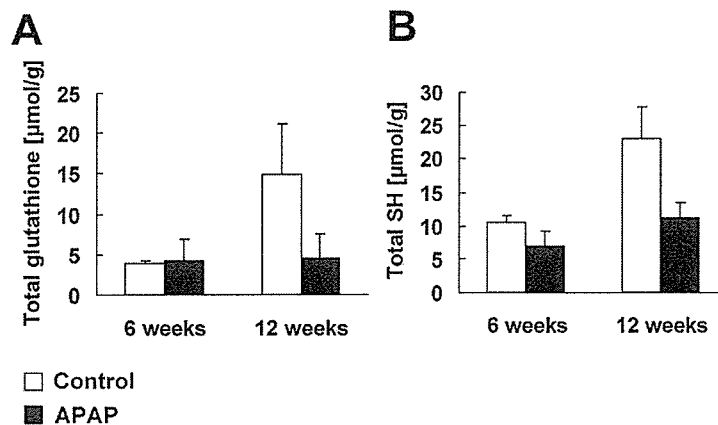 A
Total glutathione [µmol/g]
25
20
15
10
5
0
6 weeks 12 weeks
B
Total SH [µmol/g]
30
25
20
15
10
5
0
6 weeks 12 weeks
Control
APAP